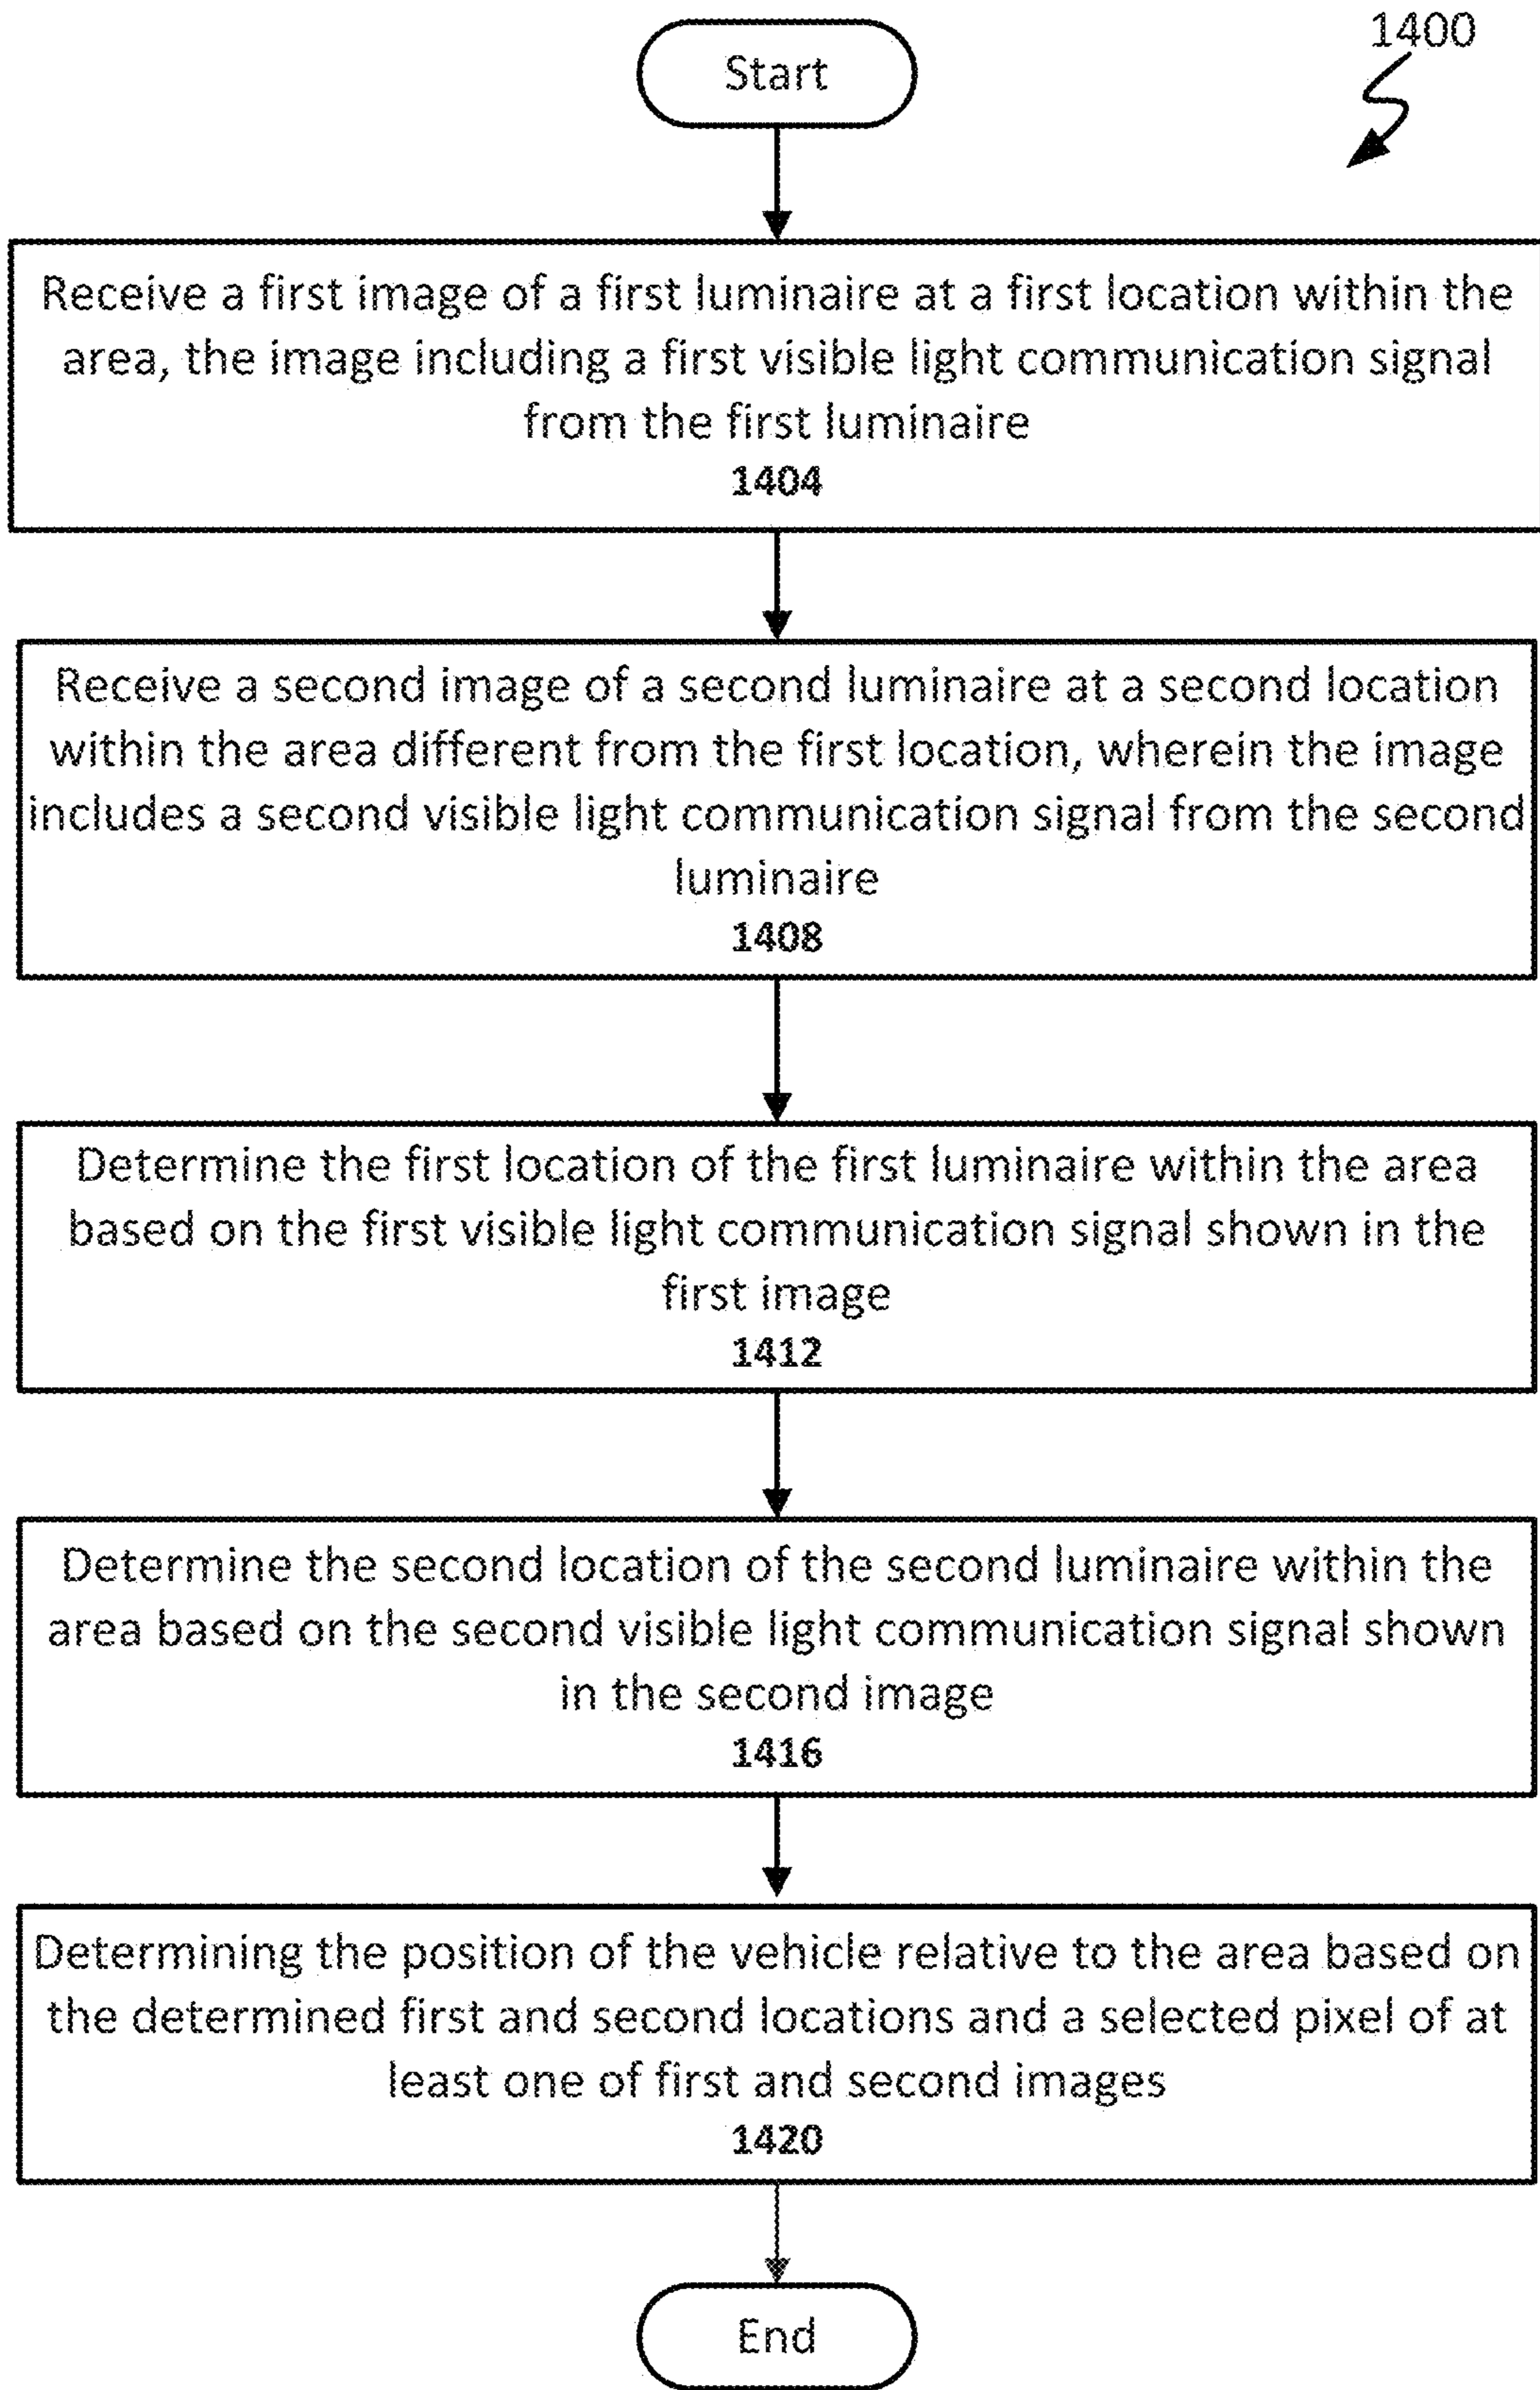 1400
Start
Receive a first image of a first luminaire at a first location within the
area, the image including a first visible light communication signal
from the first luminaire
1404
Receive a second image of a second luminaire at a second location
within the area different from the first location, wherein the image
includes a second visible light communication signal from the second
luminaire
1408
Determine the first location of the first luminaire within the area
based on the first visible light communication signal shown in the
first image
1412
Determine the second location of the second luminaire within the
area based on the second visible light communication signal shown
in the second image
1416
Determining the position of the vehicle relative to the area based on
the determined first and second locations and a selected pixel of at
least one of first and second images
1420
End